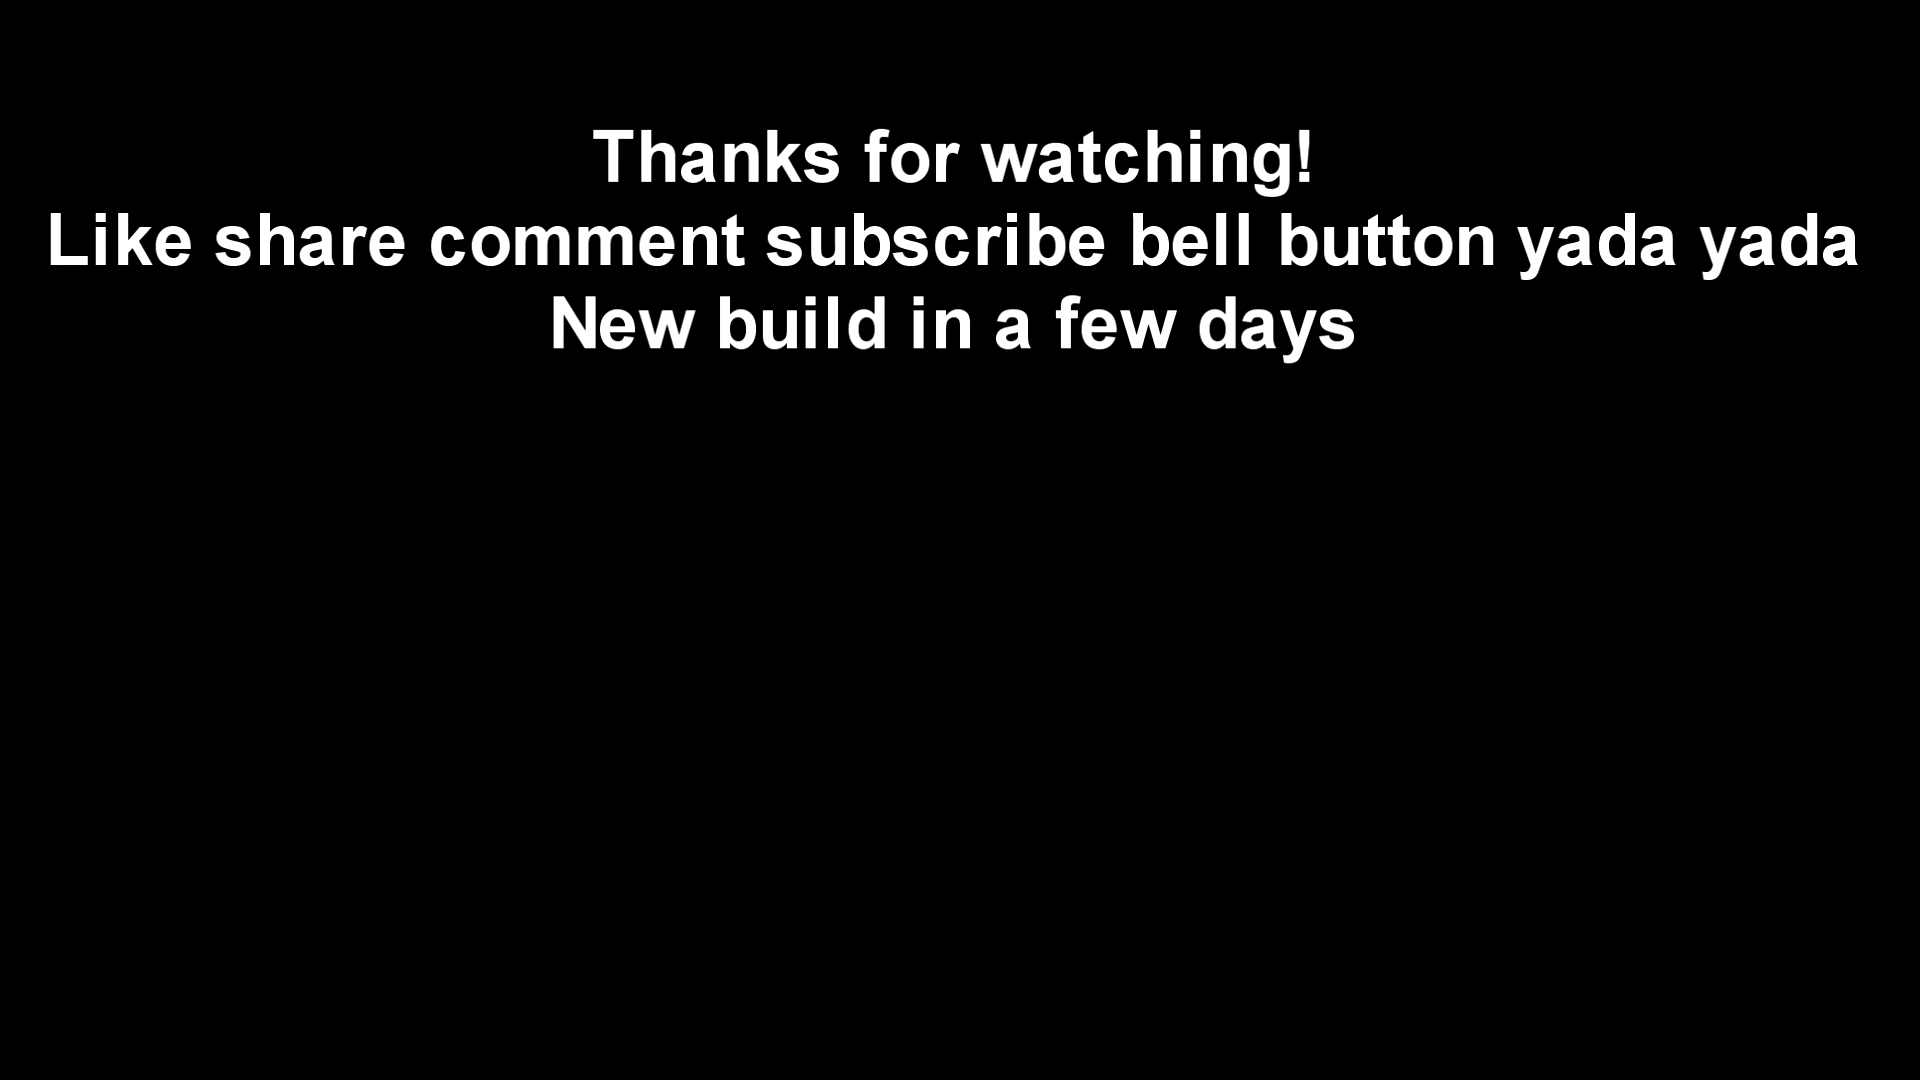 Thanks for watching!
Like share comment subscribe bell button yada yada
New build in a few days